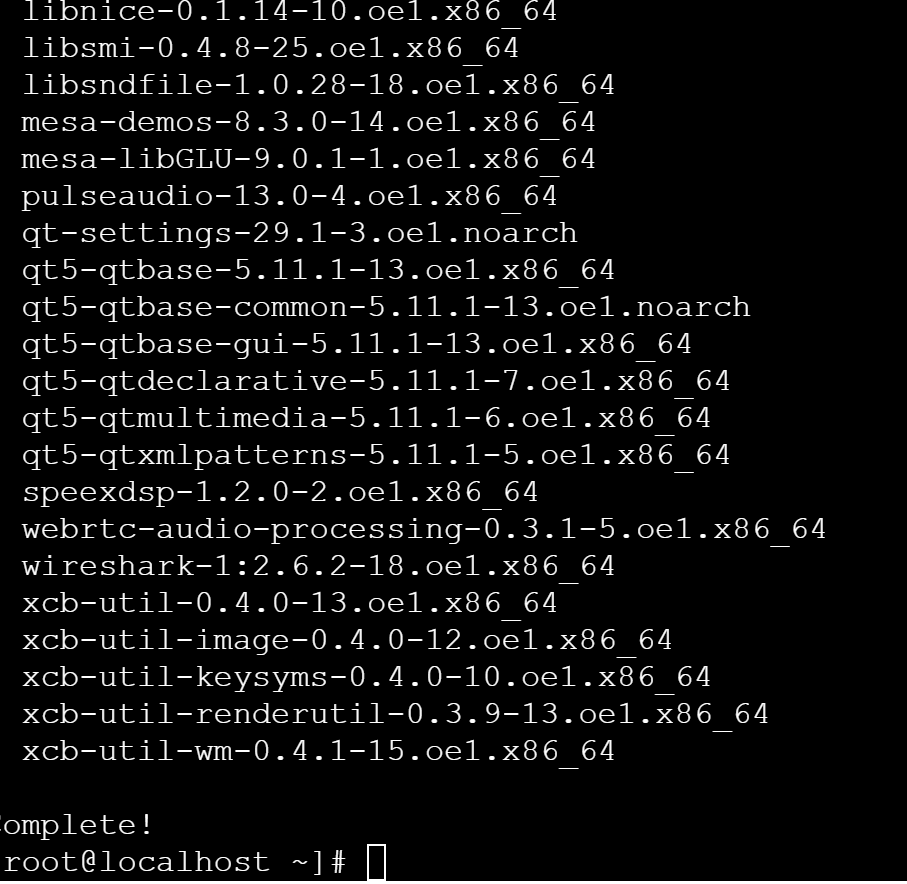 libnice-0.1.14-10.oe1.x86_64
libsmi-0.4.8-25.oe1.x86_64
libsndfile-1.0.28-18.oe1.x86_64
mesa-demos-8.3.0-14.oe1.x86_64
mesa-libGLU-9.0.1-1.oe1.x86_64
pulseaudio-13.0-4.oe1.x86_64
qt-settings-29.1-3.oe1.noarch
qt5-qtbase-5.11.1-13.oe1.x86_64
qt5-qtbase-common-5.11.1-13.oe1.noarch
qt5-qtbase-gui-5.11.1-13.oe1.x86_64
qt5-qtdeclarative-5.11.1-7.oe1.x86_64
qt5-qtmultimedia-5.11.1-6.oe1.x86_64
qt5-qtxmlpatterns-5.11.1-5.oe1.x86_64
speexdsp-1.2.0-2.oe1.x86_64
webrtc-audio-processing-0.3.1-5.oe1.x86_64
wireshark-1:2.6.2-18.oe1.x86_64
xcb-util-0.4.0-13.oe1.x86_64
xcb-util-image-0.4.0-12.oe1.x86_64
xcb-util-keysyms-0.4.0-10.oe1.x86_64
xcb-util-renderutil-0.3.9-13.oe1.x86_64
xcb-util-wm-0.4.1-15.oe1.x86_64
Complete!
root@localhost ~]#